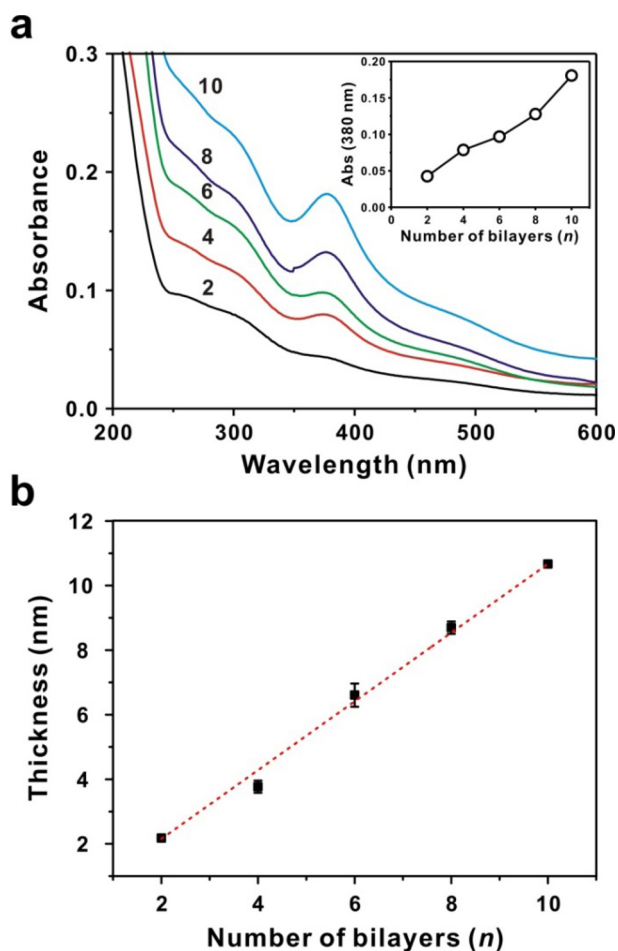 a
0.3
0.2
0.1
0.0
Absorbance
10
8
6
4
2
200 300 400 500 600
Wavelength (nm)
0.20
0.15
0.10
0.05
0.00
Abs (380 nm)
0 2 4 6 8 10
Number of bilayers (n)
b
12
10
8
6
4
2
Thickness (nm)
2 4 6 8 10
Number of bilayers (n)